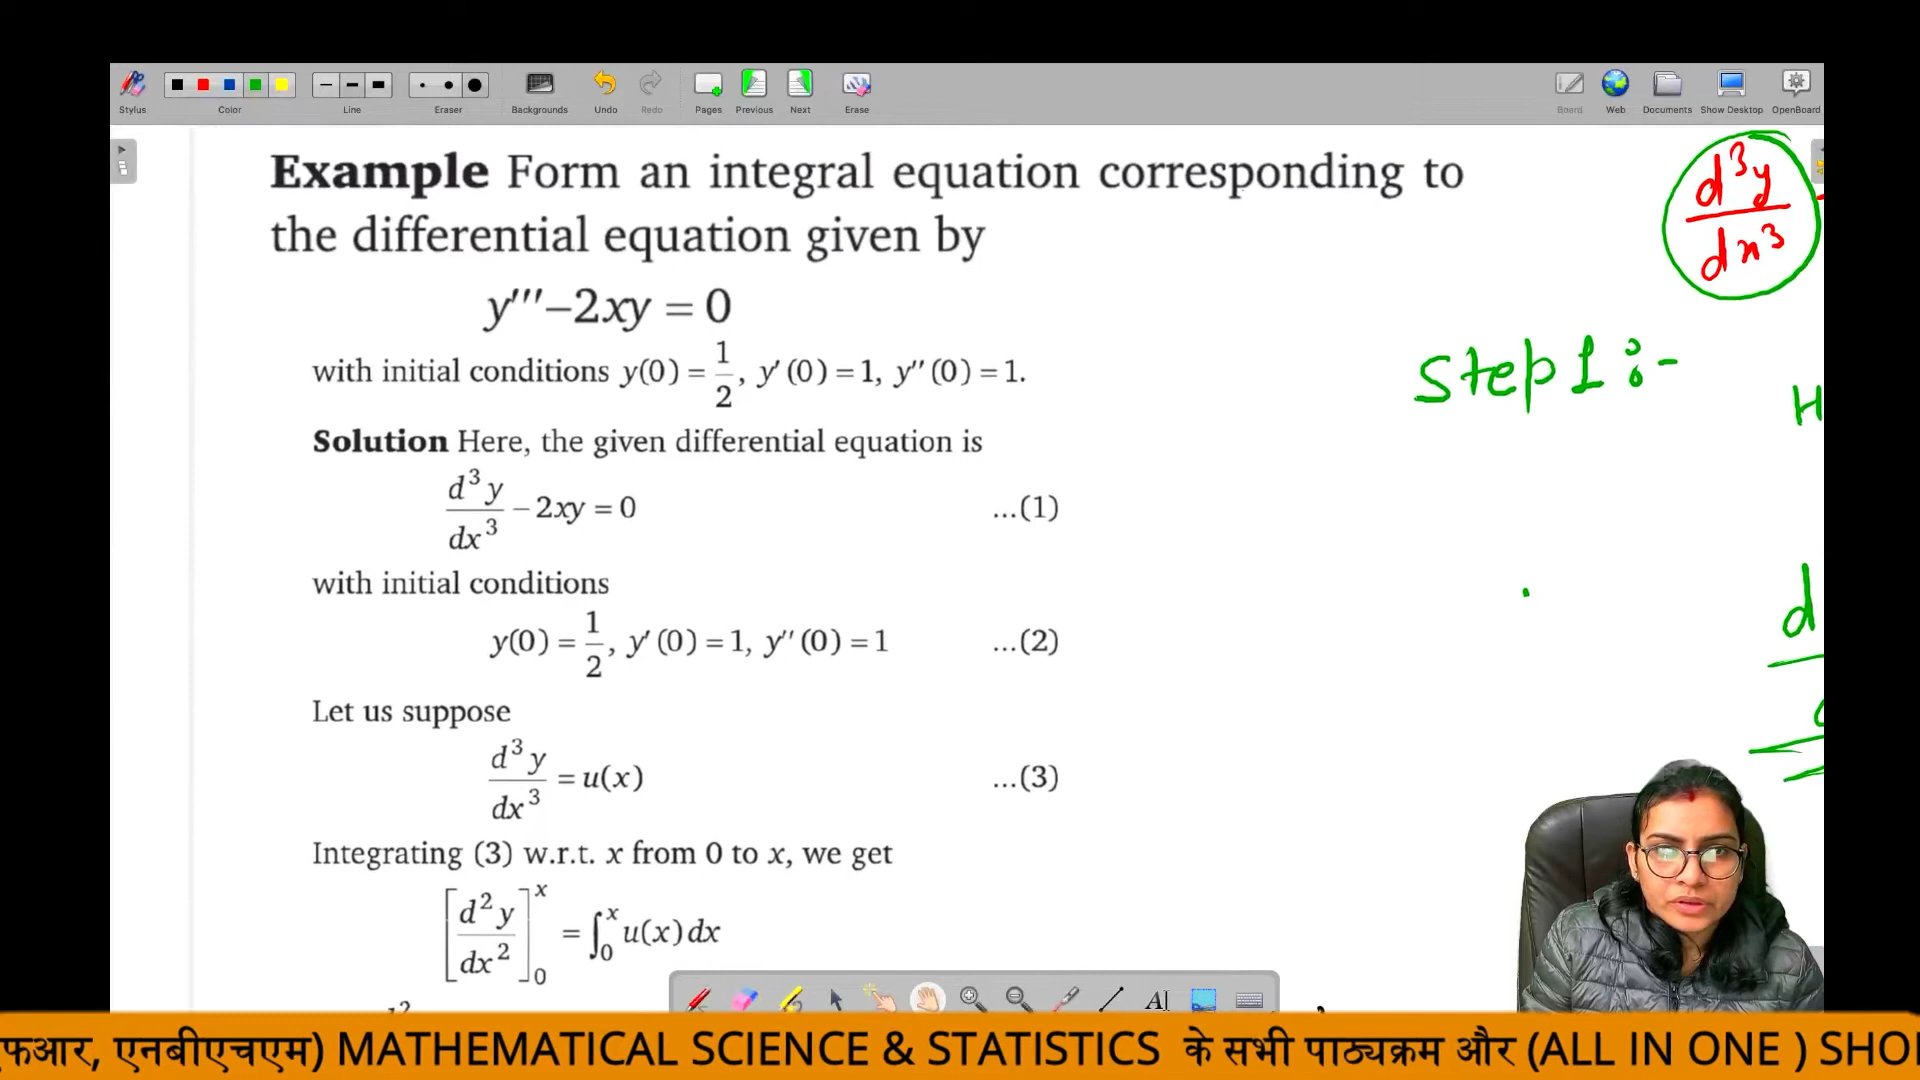 Stylus Color Line Eraser Backgrounds Undo Redo Pages Previous Next Erase Board Web Documents Show Desktop OpenBoard
Example Form an integral equation corresponding to
the differential equation given by
y'''−2xy = 0
with initial conditions y(0) = 1/2, y'(0) = 1, y''(0) = 1.
Solution Here, the given differential equation is
d³y/dx³ − 2xy = 0 ...(1)
with initial conditions
y(0) = 1/2, y'(0) = 1, y''(0) = 1 ...(2)
Let us suppose
d³y/dx³ = u(x) ...(3)
Integrating (3) w.r.t. x from 0 to x, we get
[d²y/dx²]₀ˣ = ∫₀ˣ u(x) dx
d³y/dx³
Step 1 :-
H
d
AI
एफआर, एनबीएचएम) MATHEMATICAL SCIENCE & STATISTICS के सभी पाठ्यक्रम और (ALL IN ONE ) SHO